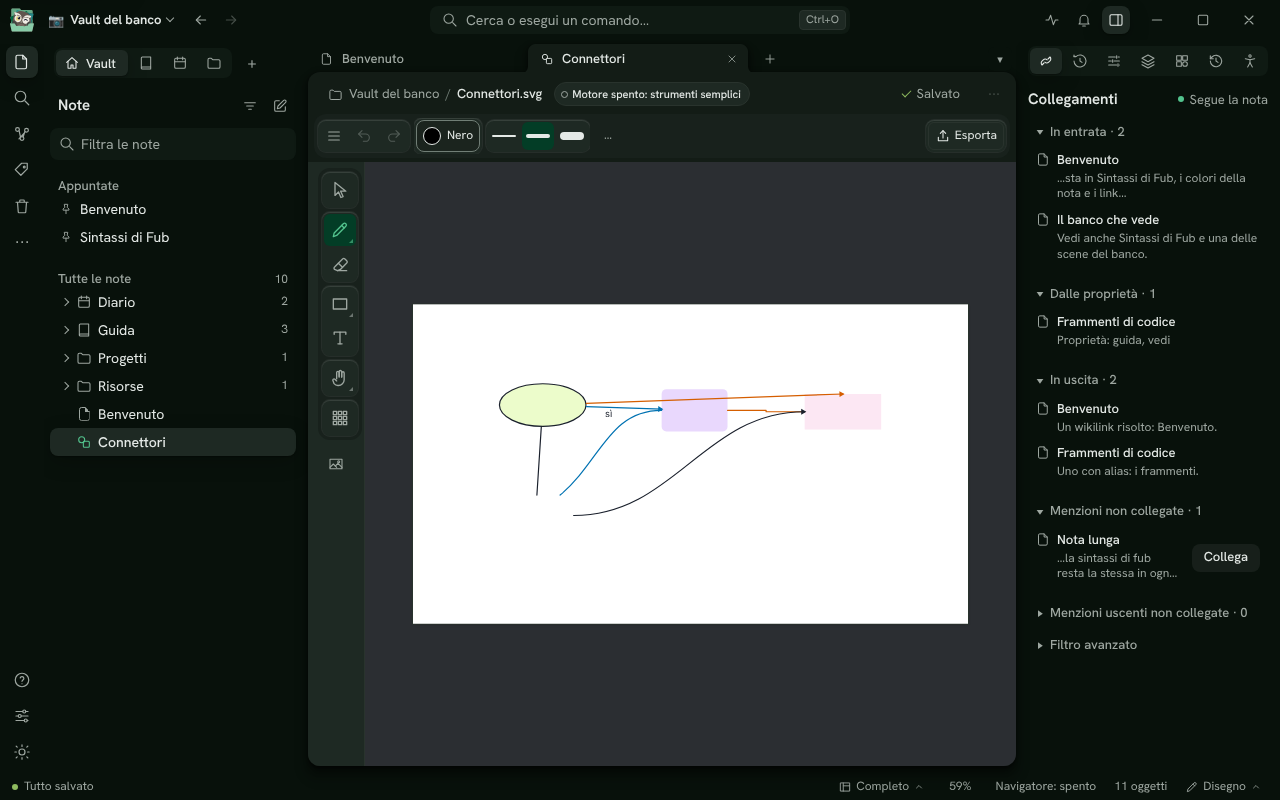 Vault del banco
Cerca o esegui un comando...
Ctrl+O
Vault
Note
Filtra le note
Appuntate
Benvenuto
Sintassi di Fub
Tutte le note 10
Diario 2
Guida 3
Progetti 1
Risorse 1
Benvenuto
Connettori
Tutto salvato
Benvenuto
Connettori
Vault del banco / Connettori.svg
Motore spento: strumenti semplici
Salvato
Nero
Esporta
sì
Collegamenti
Segue la nota
In entrata · 2
Benvenuto
...sta in Sintassi di Fub, i colori della
nota e i link...
Il banco che vede
Vedi anche Sintassi di Fub e una delle
scene del banco.
Dalle proprietà · 1
Frammenti di codice
Proprietà: guida, vedi
In uscita · 2
Benvenuto
Un wikilink risolto: Benvenuto.
Frammenti di codice
Uno con alias: i frammenti.
Menzioni non collegate · 1
Nota lunga
...la sintassi di fub
resta la stessa in ogn...
Collega
Menzioni uscenti non collegate · 0
Filtro avanzato
Completo
59%
Navigatore: spento
11 oggetti
Disegno